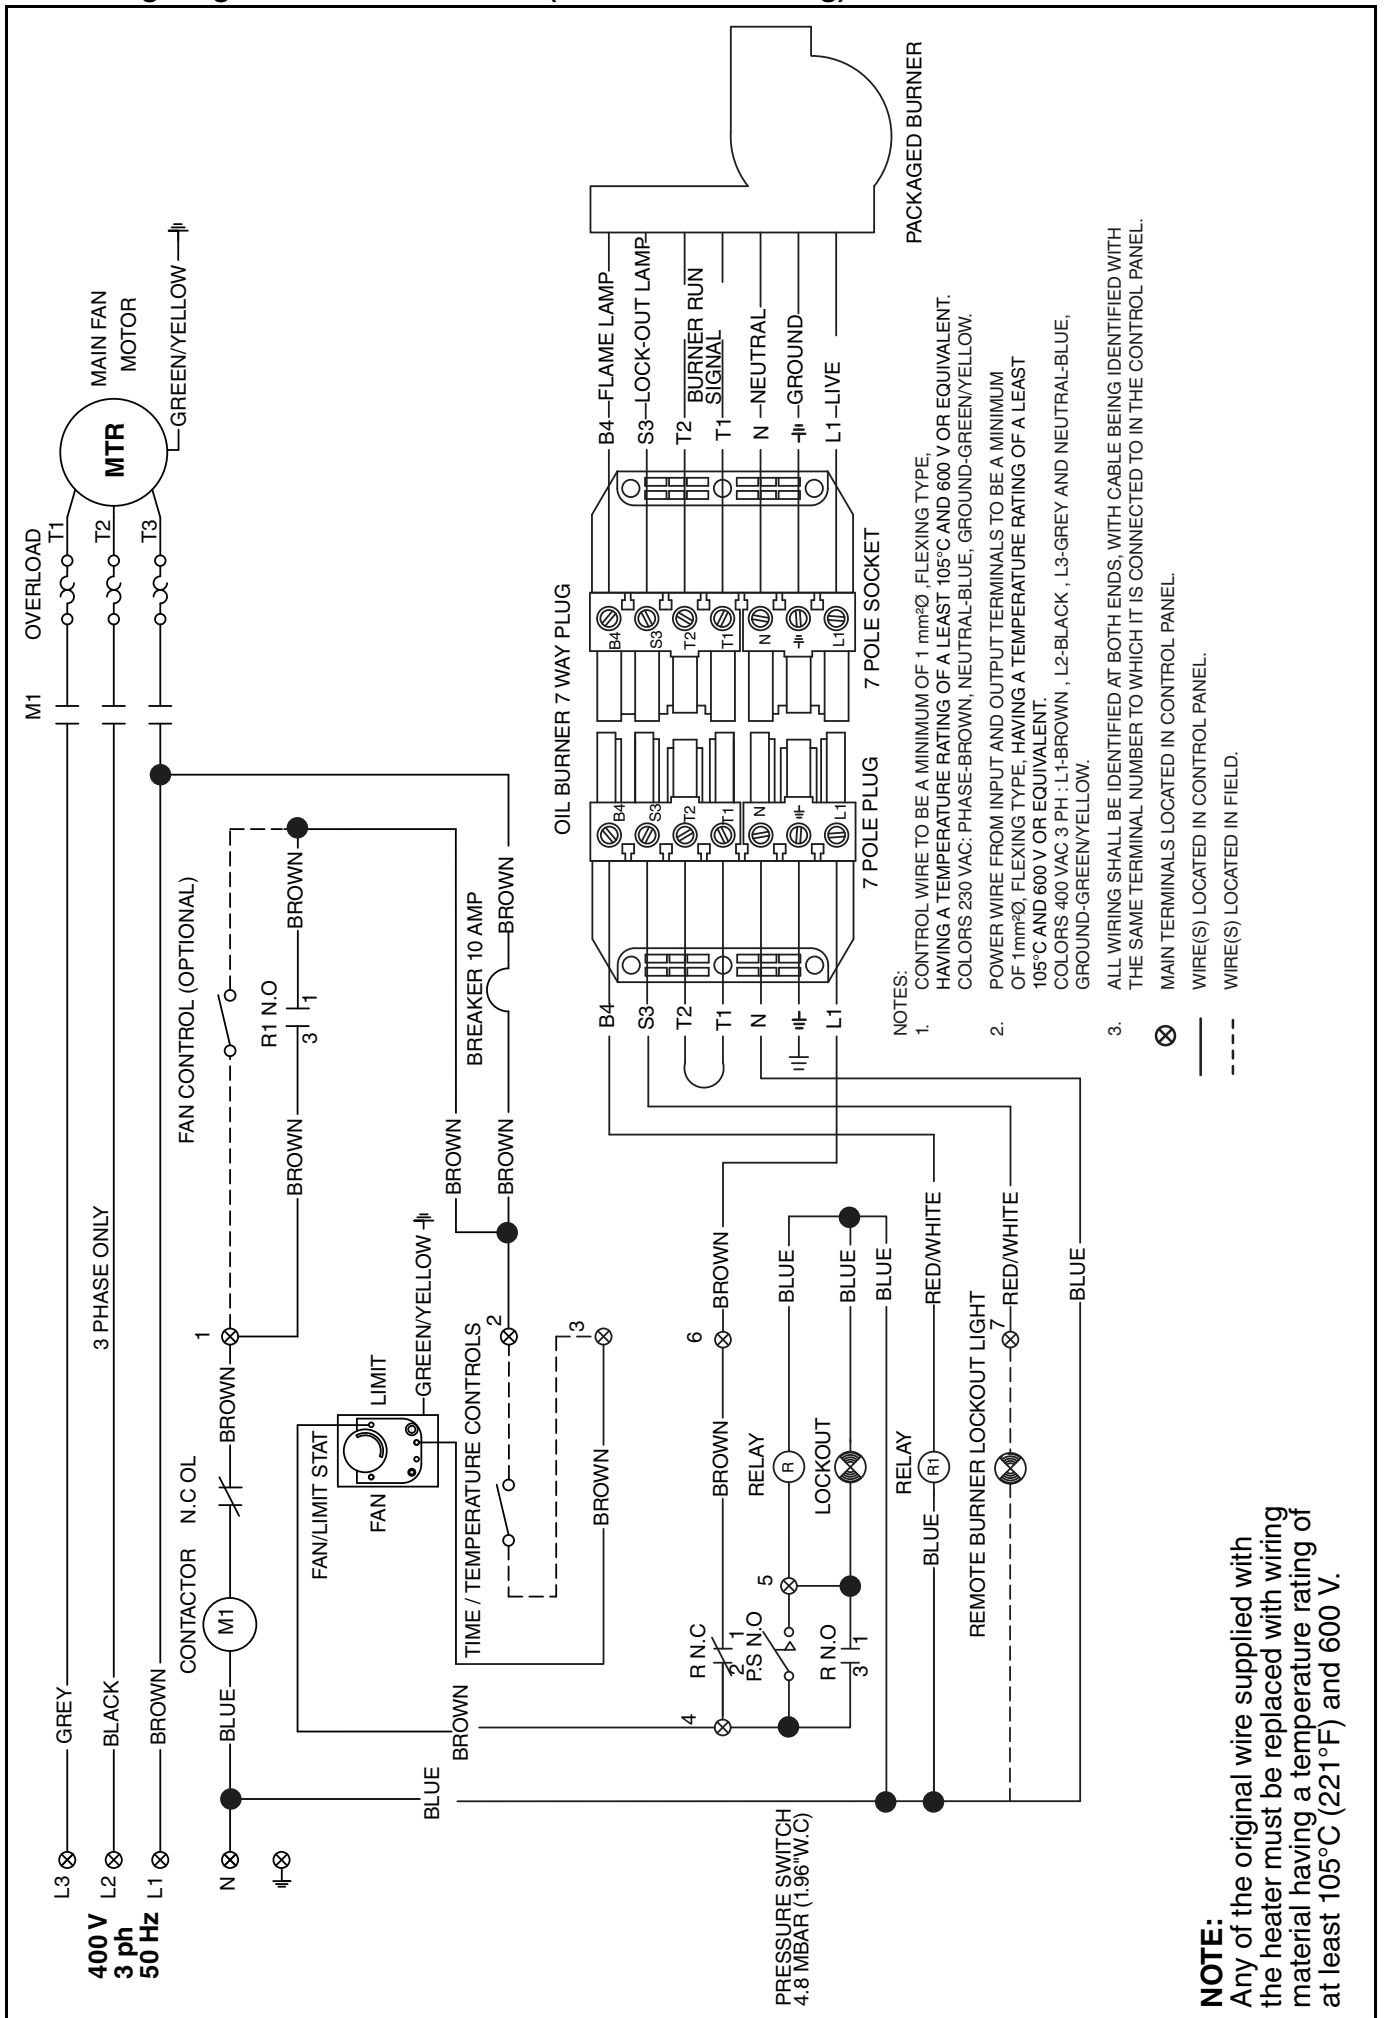 400 V
3 ph
50 Hz
L3
L2
L1
N
GREY
BLACK
BROWN
3 PHASE ONLY
M1
OVERLOAD
T1
T2
T3
MTR
MAIN FAN
MOTOR
GREEN/YELLOW
BLUE
CONTACTOR
M1
N.C OL
BROWN
1
FAN CONTROL (OPTIONAL)
BROWN
R1 N.O
3
1
BROWN
FAN/LIMIT STAT
FAN
LIMIT
GREEN/YELLOW
BROWN
BREAKER 10 AMP
BROWN
BROWN
TIME / TEMPERATURE CONTROLS
2
3
BROWN
BROWN
BLUE
OIL BURNER 7 WAY PLUG
7 POLE PLUG
7 POLE SOCKET
B4
S3
T2
T1
N
L1
B4
S3
T2
T1
N
L1
B4
S3
T2
T1
N
L1
B4
FLAME LAMP
S3
LOCK-OUT LAMP
T2
BURNER RUN
SIGNAL
T1
N
NEUTRAL
GROUND
L1
LIVE
PACKAGED BURNER
4
R N.C
2
1
BROWN
6
BROWN
P.S N.O
5
RELAY
R
BLUE
R N.O
3
1
LOCKOUT
BLUE
BLUE
BLUE
RELAY
R1
RED/WHITE
REMOTE BURNER LOCKOUT LIGHT
7
RED/WHITE
BLUE
PRESSURE SWITCH
4.8 MBAR (1.96"W.C)
NOTES:
1. CONTROL WIRE TO BE A MINIMUM OF 1 mm²Ø ,FLEXING TYPE,
HAVING A TEMPERATURE RATING OF A LEAST 105°C AND 600 V OR EQUIVALENT.
COLORS 230 VAC: PHASE-BROWN, NEUTRAL-BLUE, GROUND-GREEN/YELLOW.
2. POWER WIRE FROM INPUT AND OUTPUT TERMINALS TO BE A MINIMUM
OF 1mm²Ø, FLEXING TYPE, HAVING A TEMPERATURE RATING OF A LEAST
105°C AND 600 V OR EQUIVALENT.
COLORS 400 VAC 3 PH : L1-BROWN , L2-BLACK , L3-GREY AND NEUTRAL-BLUE,
GROUND-GREEN/YELLOW.
3. ALL WIRING SHALL BE IDENTIFIED AT BOTH ENDS, WITH CABLE BEING IDENTIFIED WITH
THE SAME TERMINAL NUMBER TO WHICH IT IS CONNECTED TO IN THE CONTROL PANEL.
MAIN TERMINALS LOCATED IN CONTROL PANEL.
WIRE(S) LOCATED IN CONTROL PANEL.
WIRE(S) LOCATED IN FIELD.
NOTE:
Any of the original wire supplied with
the heater must be replaced with wiring
material having a temperature rating of
at least 105°C (221°F) and 600 V.